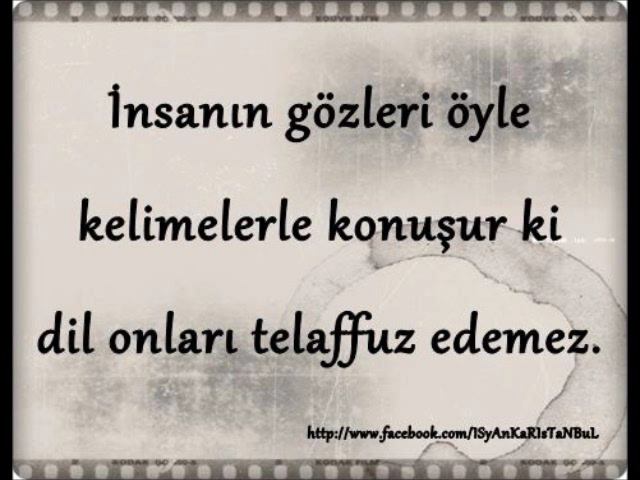 İnsanın gözleri öyle
kelimelerle konuşur ki
dil onları telaffuz edemez.
http://www.facebook.com/ISyAnKaRIsTaNBuL